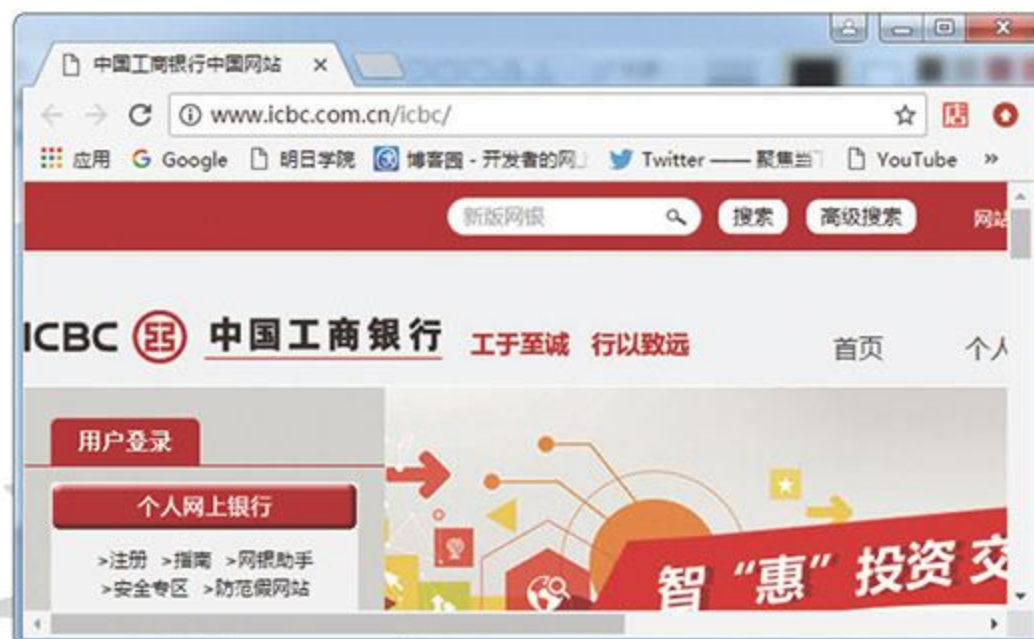 中国工商银行中国网站 ×
www.icbc.com.cn/icbc/
应用 Google 明日学院 博客园 - 开发者的网 Twitter —— 聚焦当 YouTube »
新版网银 搜索 高级搜索 网站
ICBC 中国工商银行 工于至诚 行以致远 首页 个人
用户登录
个人网上银行
>注册 >指南 >网银助手
>安全专区 >防范假网站
智“惠”投资交